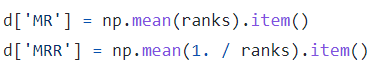 d['MR'] = np.mean(ranks).item()
d['MRR'] = np.mean(1. / ranks).item()